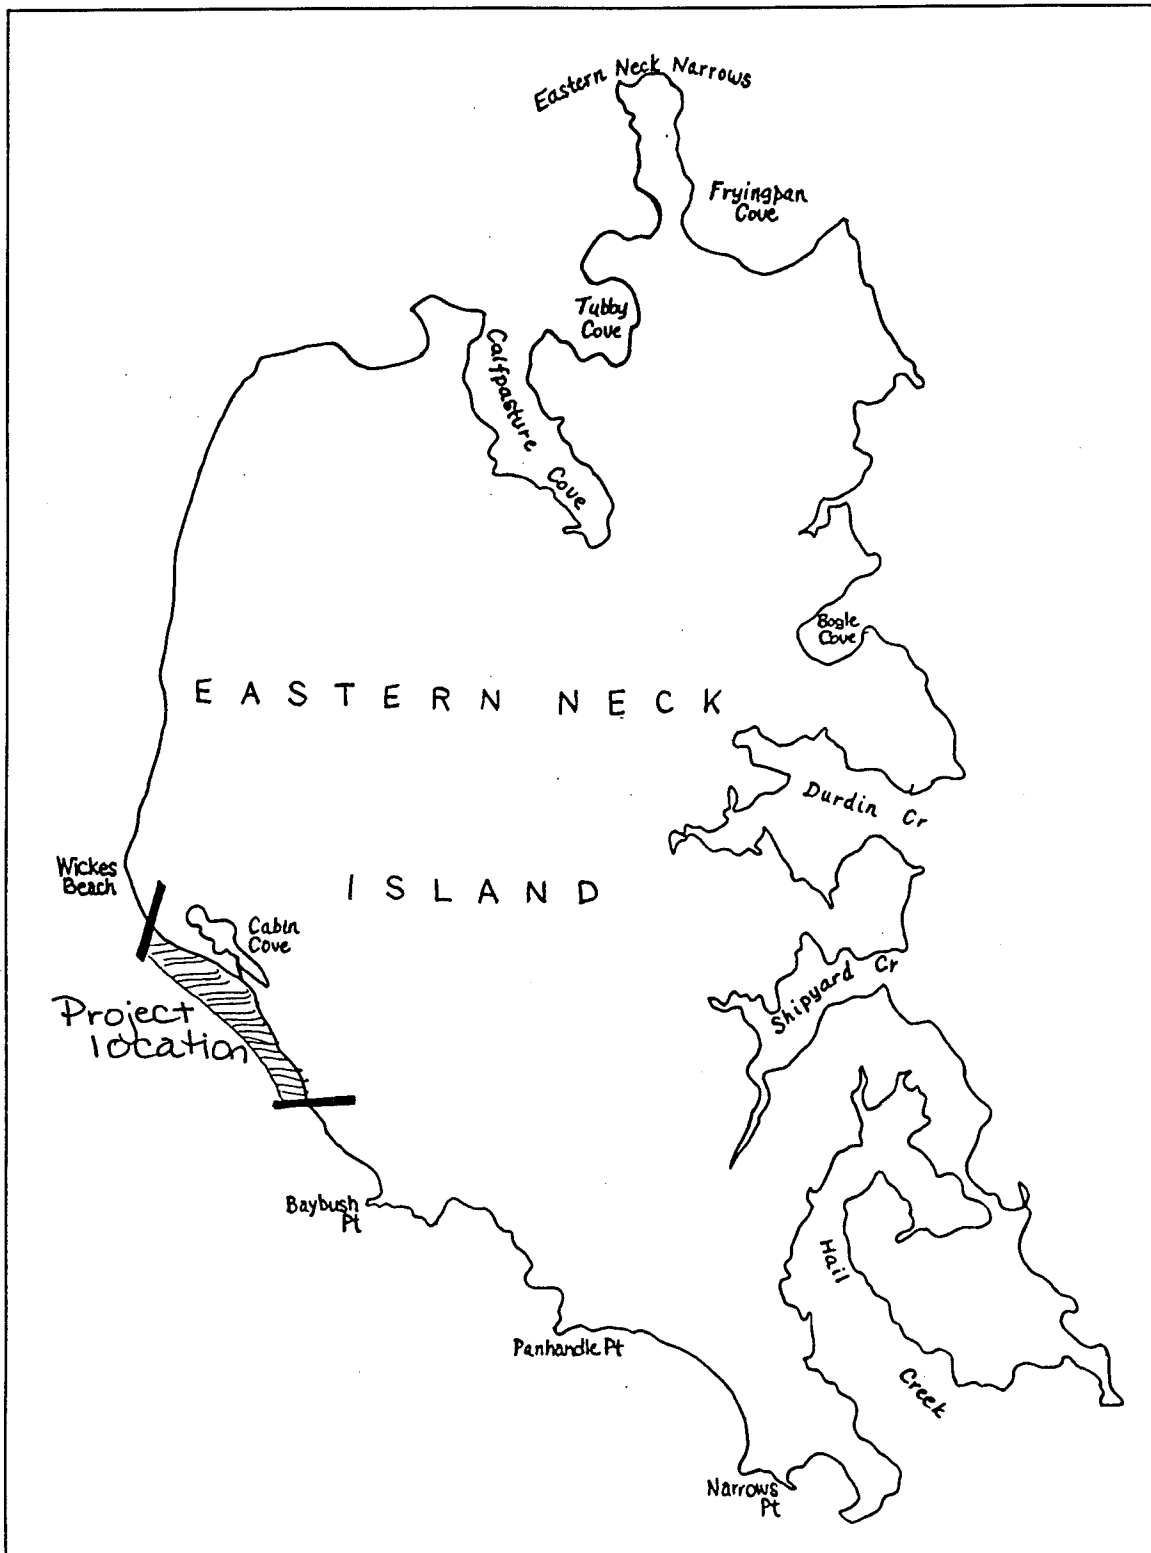 Eastern Neck Narrows
Fryingpan
Cove
Tubby
Cove
Calfpasture Cove
Bogle
Cove
EASTERN NECK
Durdin Cr
Wickes
Beach
ISLAND
Cabin
Cove
Shipyard Cr
Project
location
Baybush
Pt
Hail
Creek
Panhandle Pt
Narrows
Pt